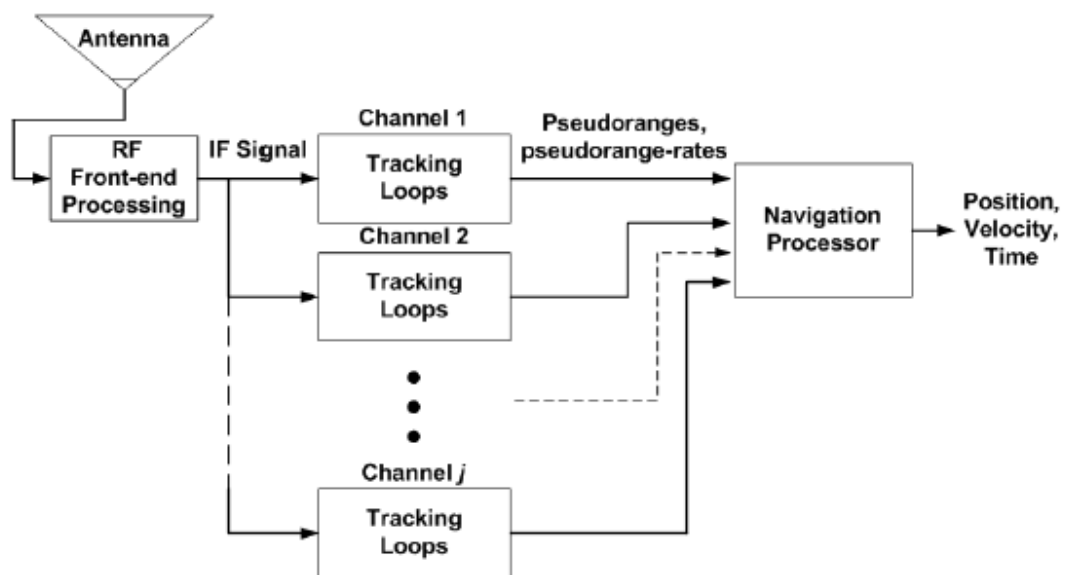 Antenna
RF
Front-end
Processing
IF Signal
Channel 1
Tracking
Loops
Pseudoranges,
pseudorange-rates
Channel 2
Tracking
Loops
Channel j
Tracking
Loops
Navigation
Processor
Position,
Velocity,
Time